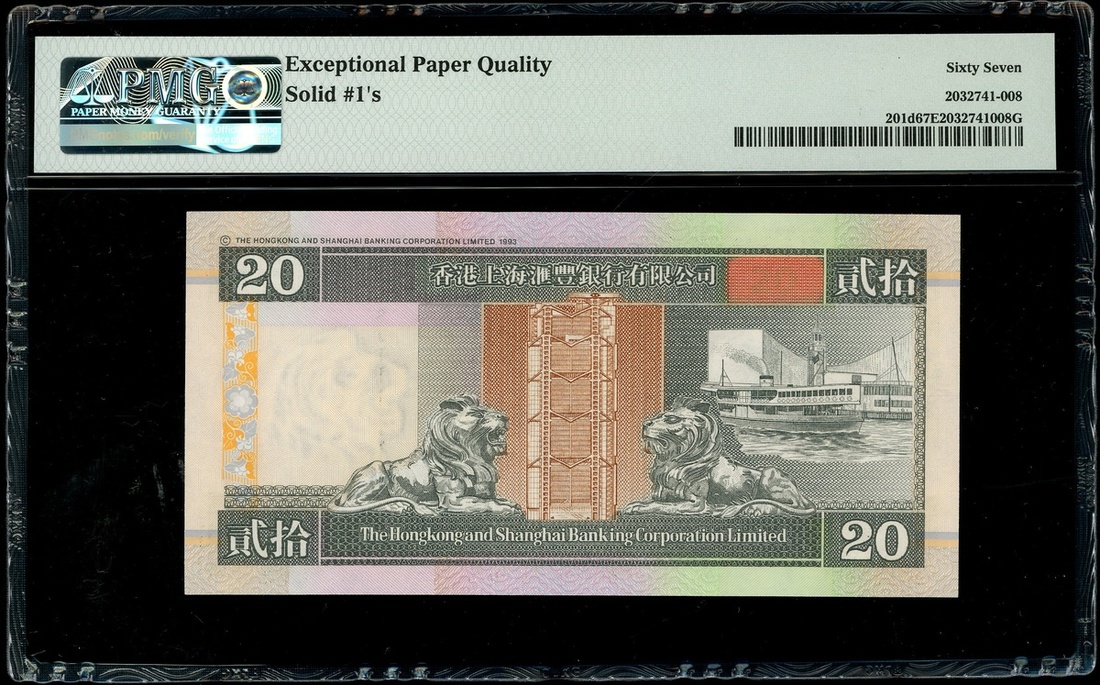 PMG
PAPER MONEY GUARANTY
Exceptional Paper Quality
Solid #1's
Sixty Seven
2032741-008
201d67E2032741008G
© THE HONGKONG AND SHANGHAI BANKING CORPORATION LIMITED 1993
20
香港上海滙豐銀行有限公司
貳拾
貳拾
The Hongkong and Shanghai Banking Corporation Limited
20